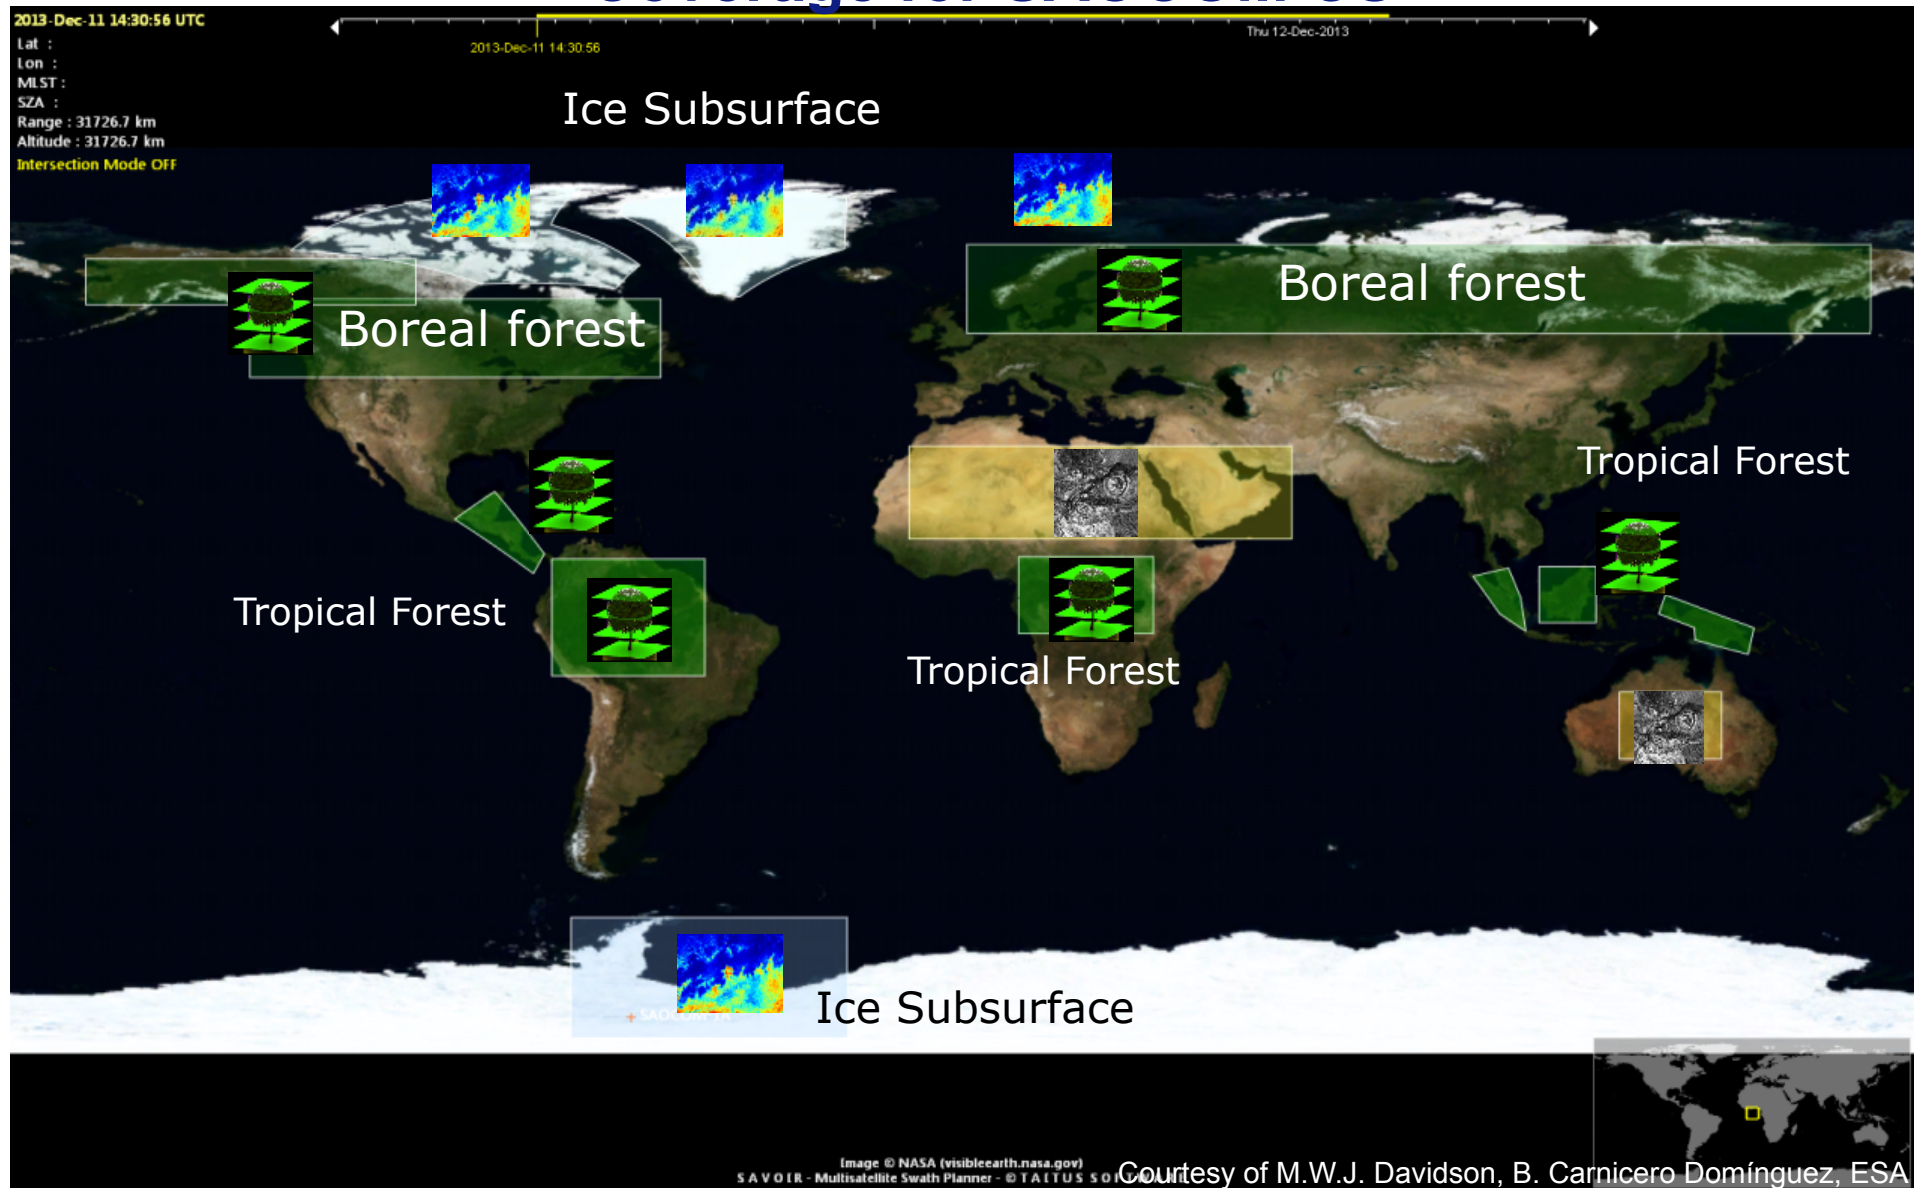 2013-Dec-11 14:30:56 UTC
Lat :
Lon :
MLST :
SZA :
Range : 31726.7 km
Altitude : 31726.7 km
Intersection Mode OFF
2013-Dec-11 14:30:56
Thu 12-Dec-2013
Ice Subsurface
Boreal forest
Boreal forest
Tropical Forest
Tropical Forest
Tropical Forest
Ice Subsurface
Image © NASA (visibleearth.nasa.gov)
SAVOIR - Multisatellite Swath Planner - © TAITUS
Courtesy of M.W.J. Davidson, B. Carnicero Domínguez, ESA